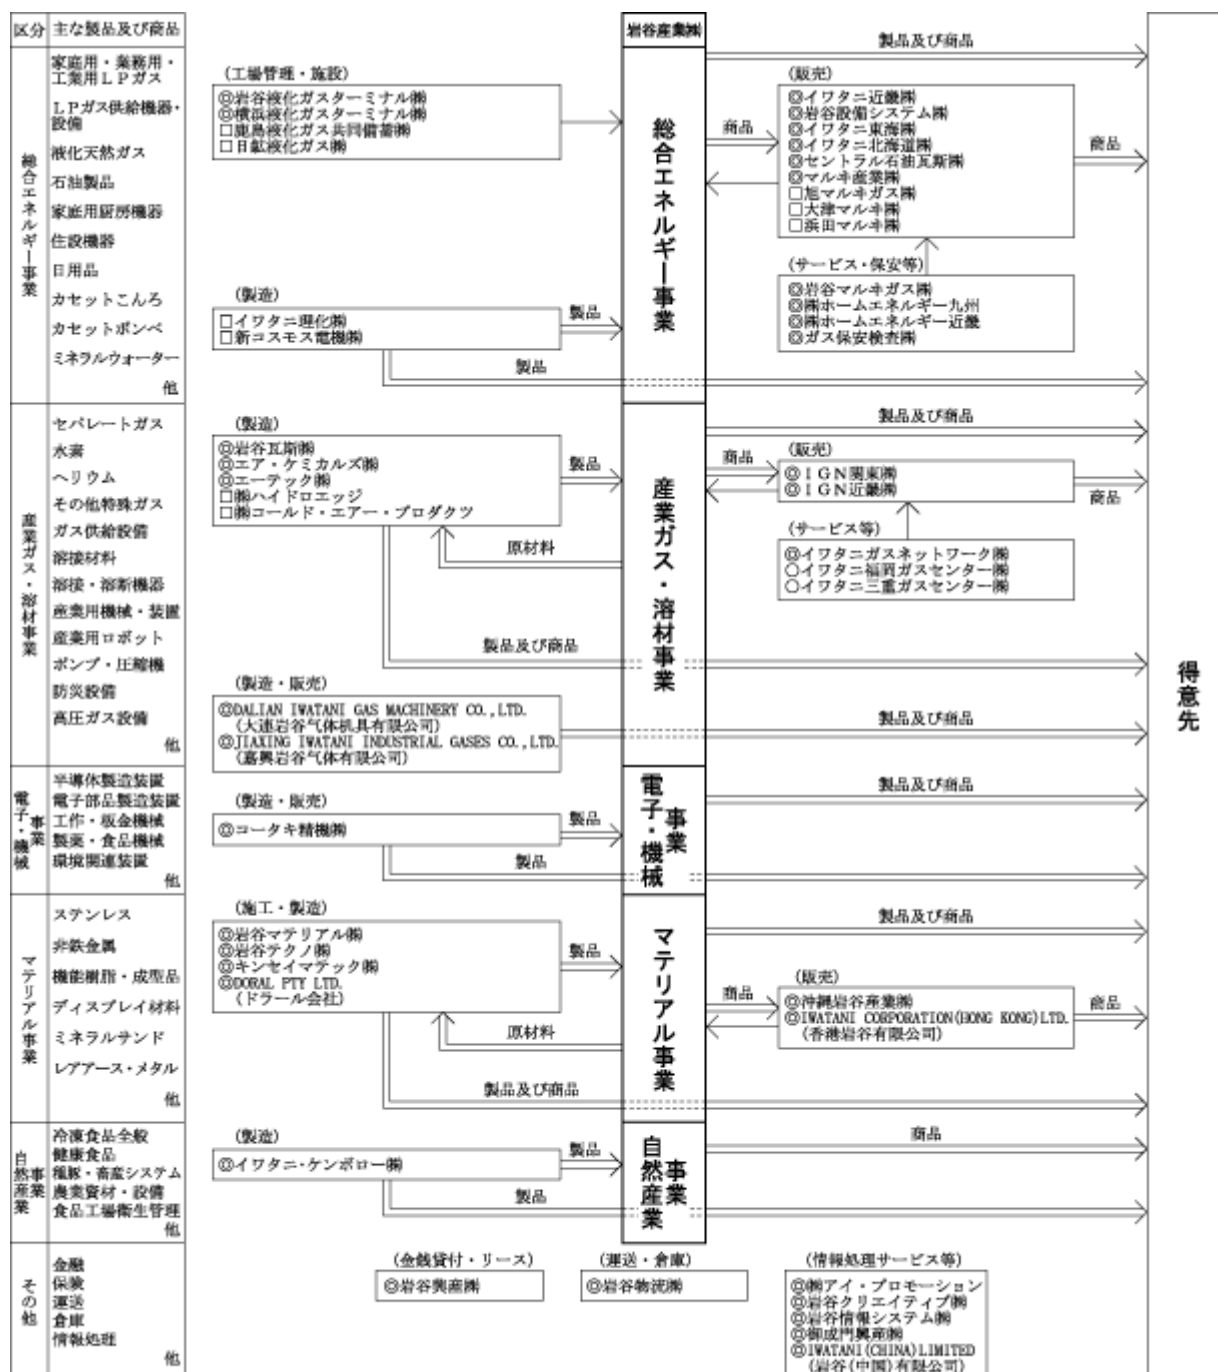 区分 主な製品及び商品
岩谷産業㈱
得意先
総合エネルギー事業
家庭用・業務用・
工業用LPガス
LPガス供給機器・
設備
液化天然ガス
石油製品
家庭用厨房機器
住設機器
日用品
カセットこんろ
カセットボンベ
ミネラルウォーター
他
(工場管理・施設)
◎岩谷液化ガスターミナル㈱
◎横浜液化ガスターミナル㈱
□鹿島液化ガス共同備蓄㈱
□日鉱液化ガス㈱
(製造)
□イワタニ理化㈱
□新コスモス電機㈱
製品
製品
総合エネルギー事業
製品及び商品
商品
(販売)
◎イワタニ近畿㈱
◎岩谷設備システム㈱
◎イワタニ東海㈱
◎イワタニ北海道㈱
◎セントラル石油瓦斯㈱
◎マルキ産業㈱
□旭マルキガス㈱
□大津マルキ㈱
□浜田マルキ㈱
商品
(サービス・保安等)
◎岩谷マルキガス㈱
◎㈱ホームエネルギー九州
◎㈱ホームエネルギー近畿
◎ガス保安検査㈱
産業ガス・溶材事業
セパレートガス
水素
ヘリウム
その他特殊ガス
ガス供給設備
溶接材料
溶接・溶断機器
産業用機械・装置
産業用ロボット
ポンプ・圧縮機
防災設備
高圧ガス設備
他
(製造)
◎岩谷瓦斯㈱
◎エア・ケミカルズ㈱
◎エーテック㈱
□㈱ハイドロエッジ
□㈱コールド・エアー・プロダクツ
製品
原材料
製品及び商品
(製造・販売)
◎DALIAN IWATANI GAS MACHINERY CO.,LTD.
(大連岩谷气体机具有限公司)
◎JIAXING IWATANI INDUSTRIAL GASES CO.,LTD.
(嘉興岩谷气体有限公司)
産業ガス・溶材事業
製品及び商品
商品
(販売)
◎IGN関東㈱
◎IGN近畿㈱
商品
(サービス等)
◎イワタニガスネットワーク㈱
○イワタニ福岡ガスセンター㈱
○イワタニ三重ガスセンター㈱
製品及び商品
電子・機械事業
半導体製造装置
電子部品製造装置
工作・板金機械
製薬・食品機械
環境関連装置
他
(製造・販売)
◎コータキ精機㈱
製品
製品
電子・機械事業
製品及び商品
マテリアル事業
ステンレス
非鉄金属
機能樹脂・成型品
ディスプレイ材料
ミネラルサンド
レアアース・メタル
他
(施工・製造)
◎岩谷マテリアル㈱
◎岩谷テクノ㈱
◎キンセイマテック㈱
◎DORAL PTY LTD.
(ドラール会社)
製品
原材料
製品及び商品
マテリアル事業
製品及び商品
商品
(販売)
◎沖縄岩谷産業㈱
◎IWATANI CORPORATION(HONG KONG)LTD.
(香港岩谷有限公司)
商品
自然産業事業
冷凍食品全般
健康食品
種豚・畜産システム
農業資材・設備
食品工場衛生管理
他
(製造)
◎イワタニ・ケンボロー㈱
製品
製品
自然産業事業
商品
その他
金融
保険
運送
倉庫
情報処理
他
(金銭貸付・リース)
◎岩谷興産㈱
(運送・倉庫)
◎岩谷物流㈱
(情報処理サービス等)
◎㈱アイ・プロモーション
◎岩谷クリエイティブ㈱
◎岩谷情報システム㈱
◎御成門興産㈱
◎IWATANI(CHINA)LIMITED
(岩谷(中国)有限公司)